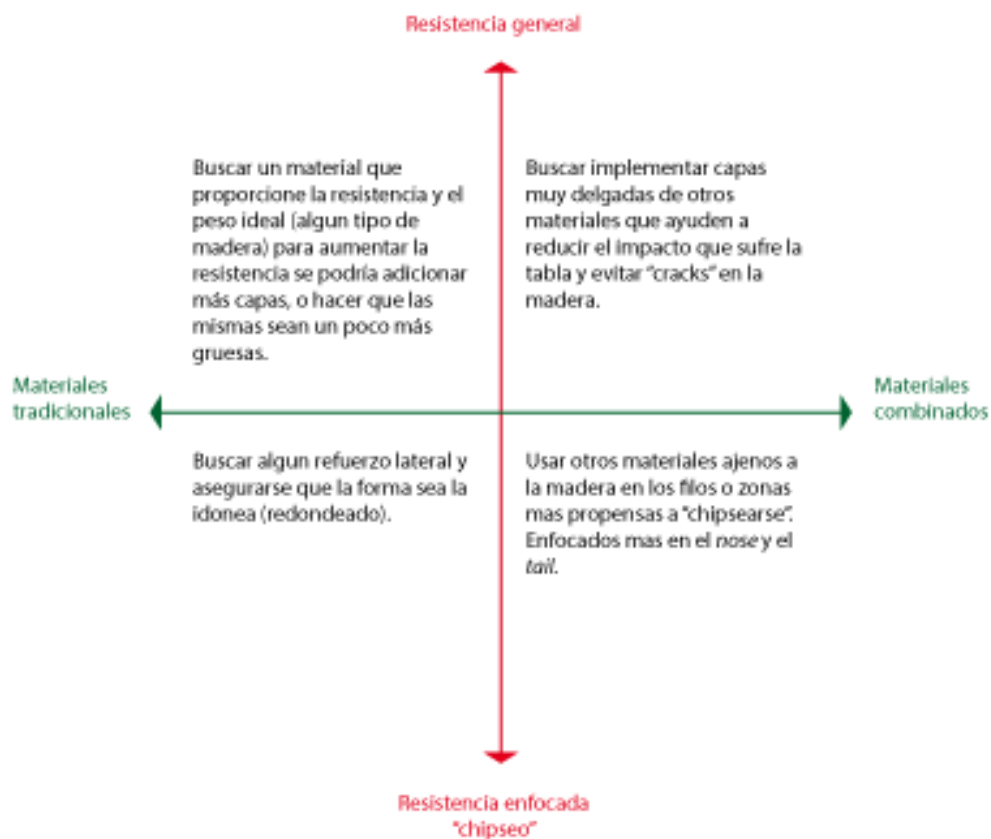 Resistencia general
Buscar un material que
proporcione la resistencia y el
peso ideal (algun tipo de
madera) para aumentar la
resistencia se podría adicionar
más capas, o hacer que las
mismas sean un poco más
gruesas.
Buscar implementar capas
muy delgadas de otros
materiales que ayuden a
reducir el impacto que sufre la
tabla y evitar “cracks” en la
madera.
Materiales
tradicionales
Materiales
combinados
Buscar algun refuerzo lateral y
asegurarse que la forma sea la
idonea (redondeado).
Usar otros materiales ajenos a
la madera en los filos o zonas
mas propensas a “chipsearse”.
Enfocados mas en el nose y el
tail.
Resistencia enfocada
“chipseo”